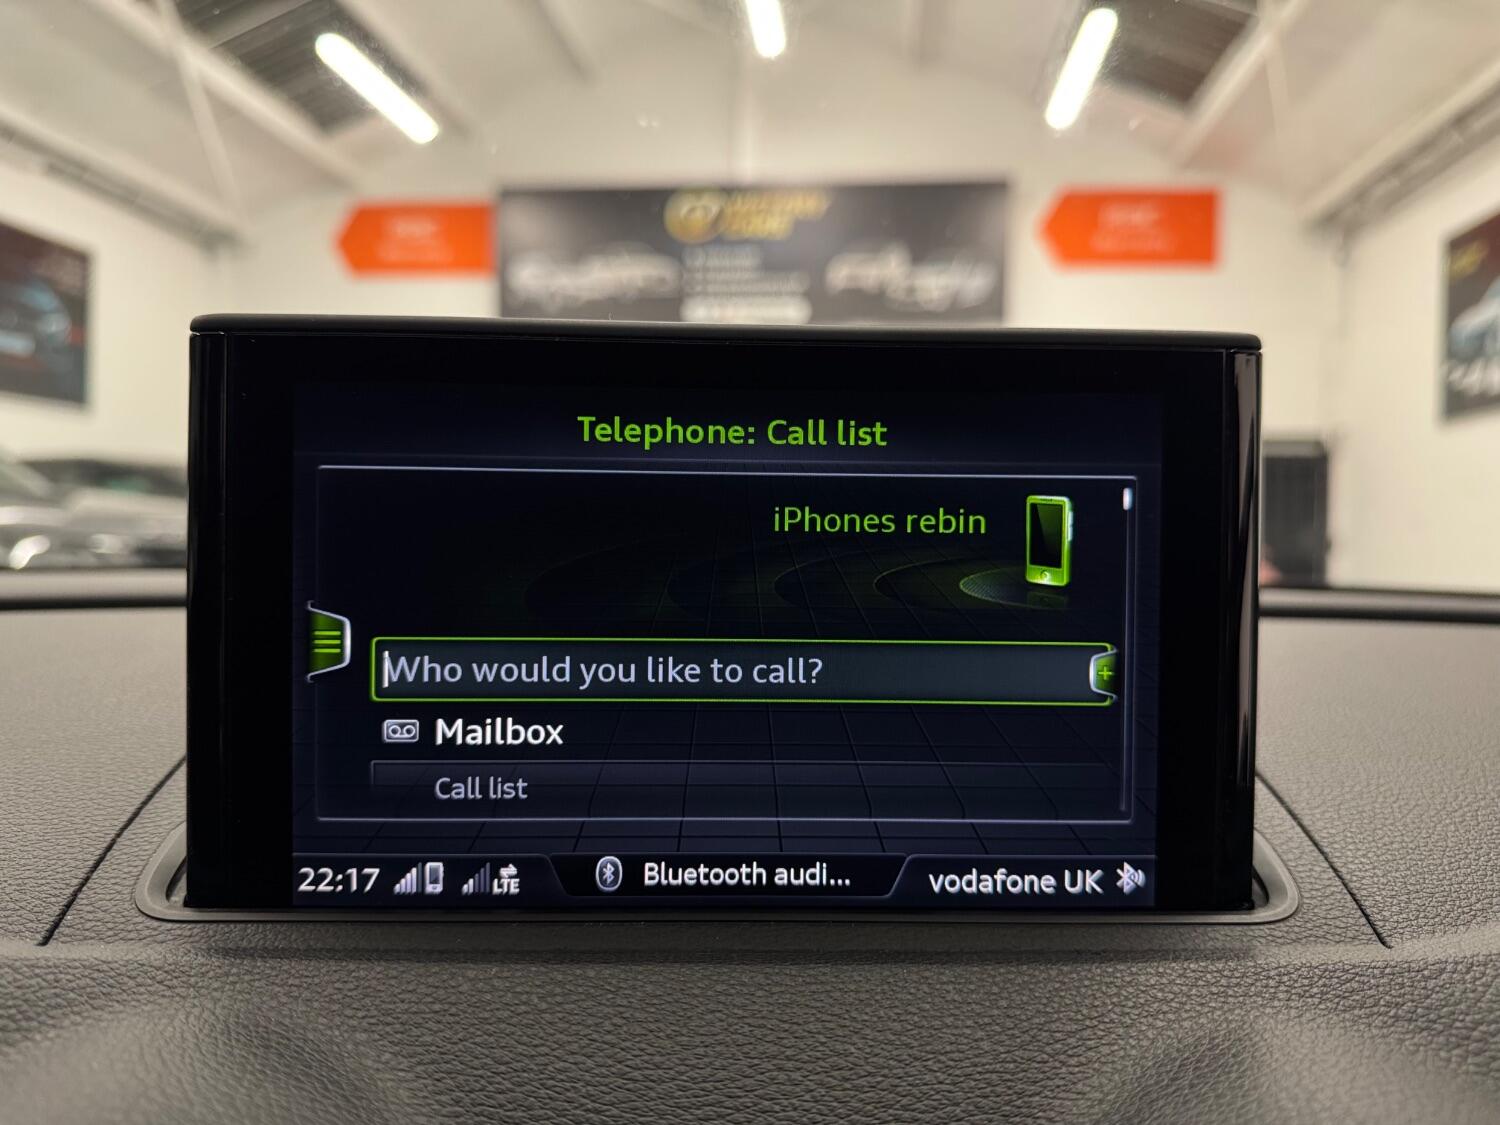 Telephone: Call list
iPhones rebin
Who would you like to call?
Mailbox
Call list
22:17 LTE Bluetooth audi... vodafone UK